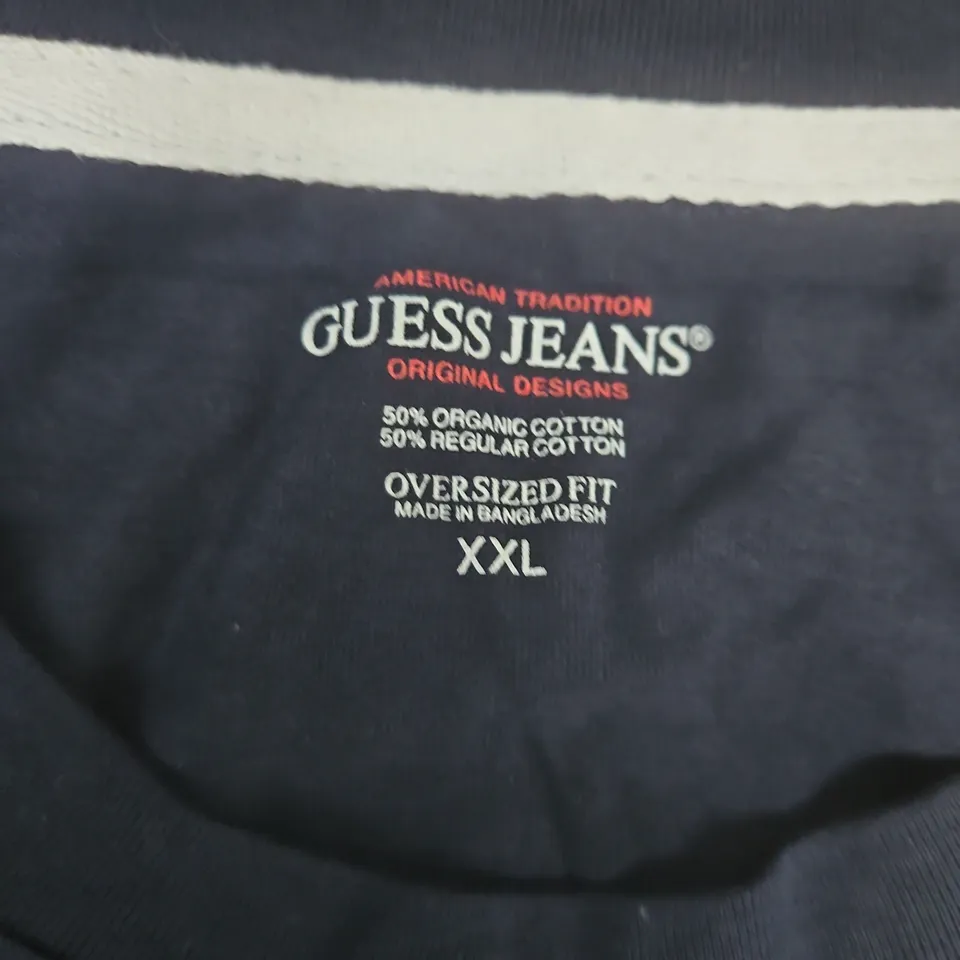 AMERICAN TRADITION
GUESS JEANS®
ORIGINAL DESIGNS
50% ORGANIC COTTON
50% REGULAR COTTON
OVERSIZED FIT
MADE IN BANGLADESH
XXL